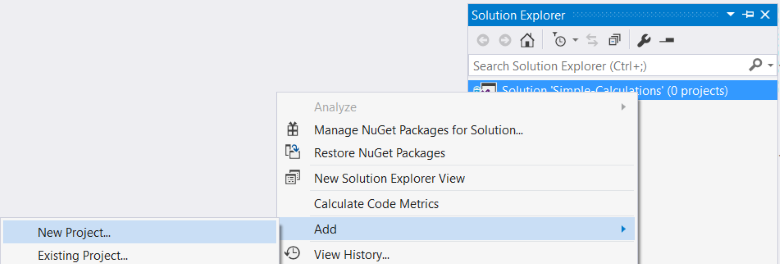 Solution Explorer
Search Solution Explorer (Ctrl+;)
Solution 'Simple-Calculations' (0 projects)
Analyze
Manage NuGet Packages for Solution...
Restore NuGet Packages
New Solution Explorer View
Calculate Code Metrics
Add
New Project...
Existing Project...
View History...